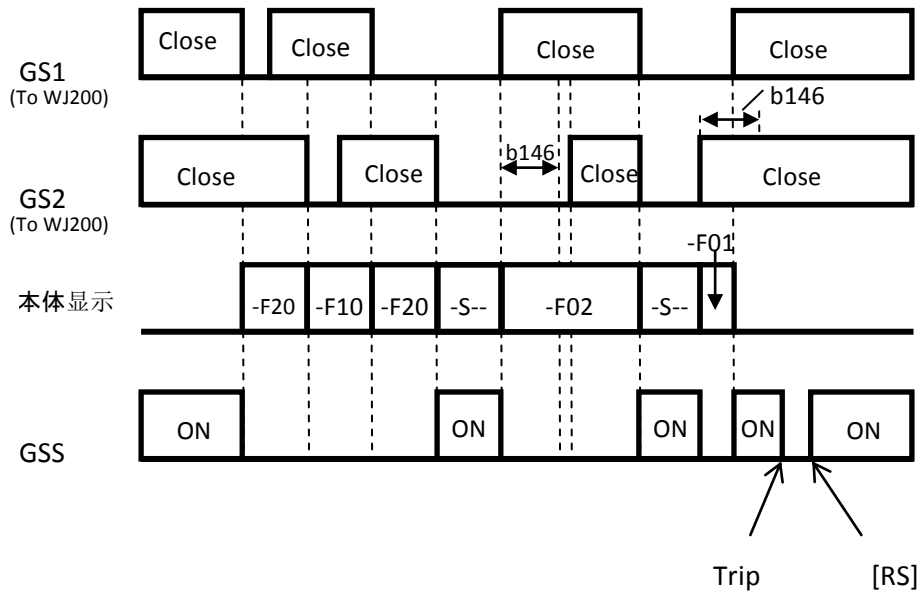 Close Close Close Close
GS1
(To WJ200)
b146
b146
Close Close Close Close
GS2
(To WJ200)
-F01
本体显示 -F20 -F10 -F20 -S-- -F02 -S--
ON ON ON ON ON
GSS
Trip [RS]